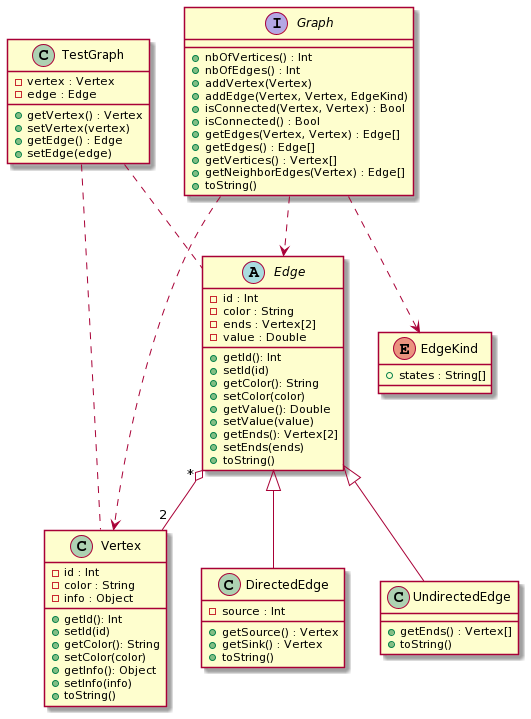 C TestGraph
vertex : Vertex
edge : Edge
getVertex() : Vertex
setVertex(vertex)
getEdge() : Edge
setEdge(edge)
I Graph
nbOfVertices() : Int
nbOfEdges() : Int
addVertex(Vertex)
addEdge(Vertex, Vertex, EdgeKind)
isConnected(Vertex, Vertex) : Bool
isConnected() : Bool
getEdges(Vertex, Vertex) : Edge[]
getEdges() : Edge[]
getVertices() : Vertex[]
getNeighborEdges(Vertex) : Edge[]
toString()
A Edge
id : Int
color : String
ends : Vertex[2]
value : Double
getId(): Int
setId(id)
getColor(): String
setColor(color)
getValue(): Double
setValue(value)
getEnds(): Vertex[2]
setEnds(ends)
toString()
E EdgeKind
states : String[]
*
2
C Vertex
id : Int
color : String
info : Object
getId(): Int
setId(id)
getColor(): String
setColor(color)
getInfo(): Object
setInfo(info)
toString()
C DirectedEdge
source : Int
getSource() : Vertex
getSink() : Vertex
toString()
C UndirectedEdge
getEnds() : Vertex[]
toString()